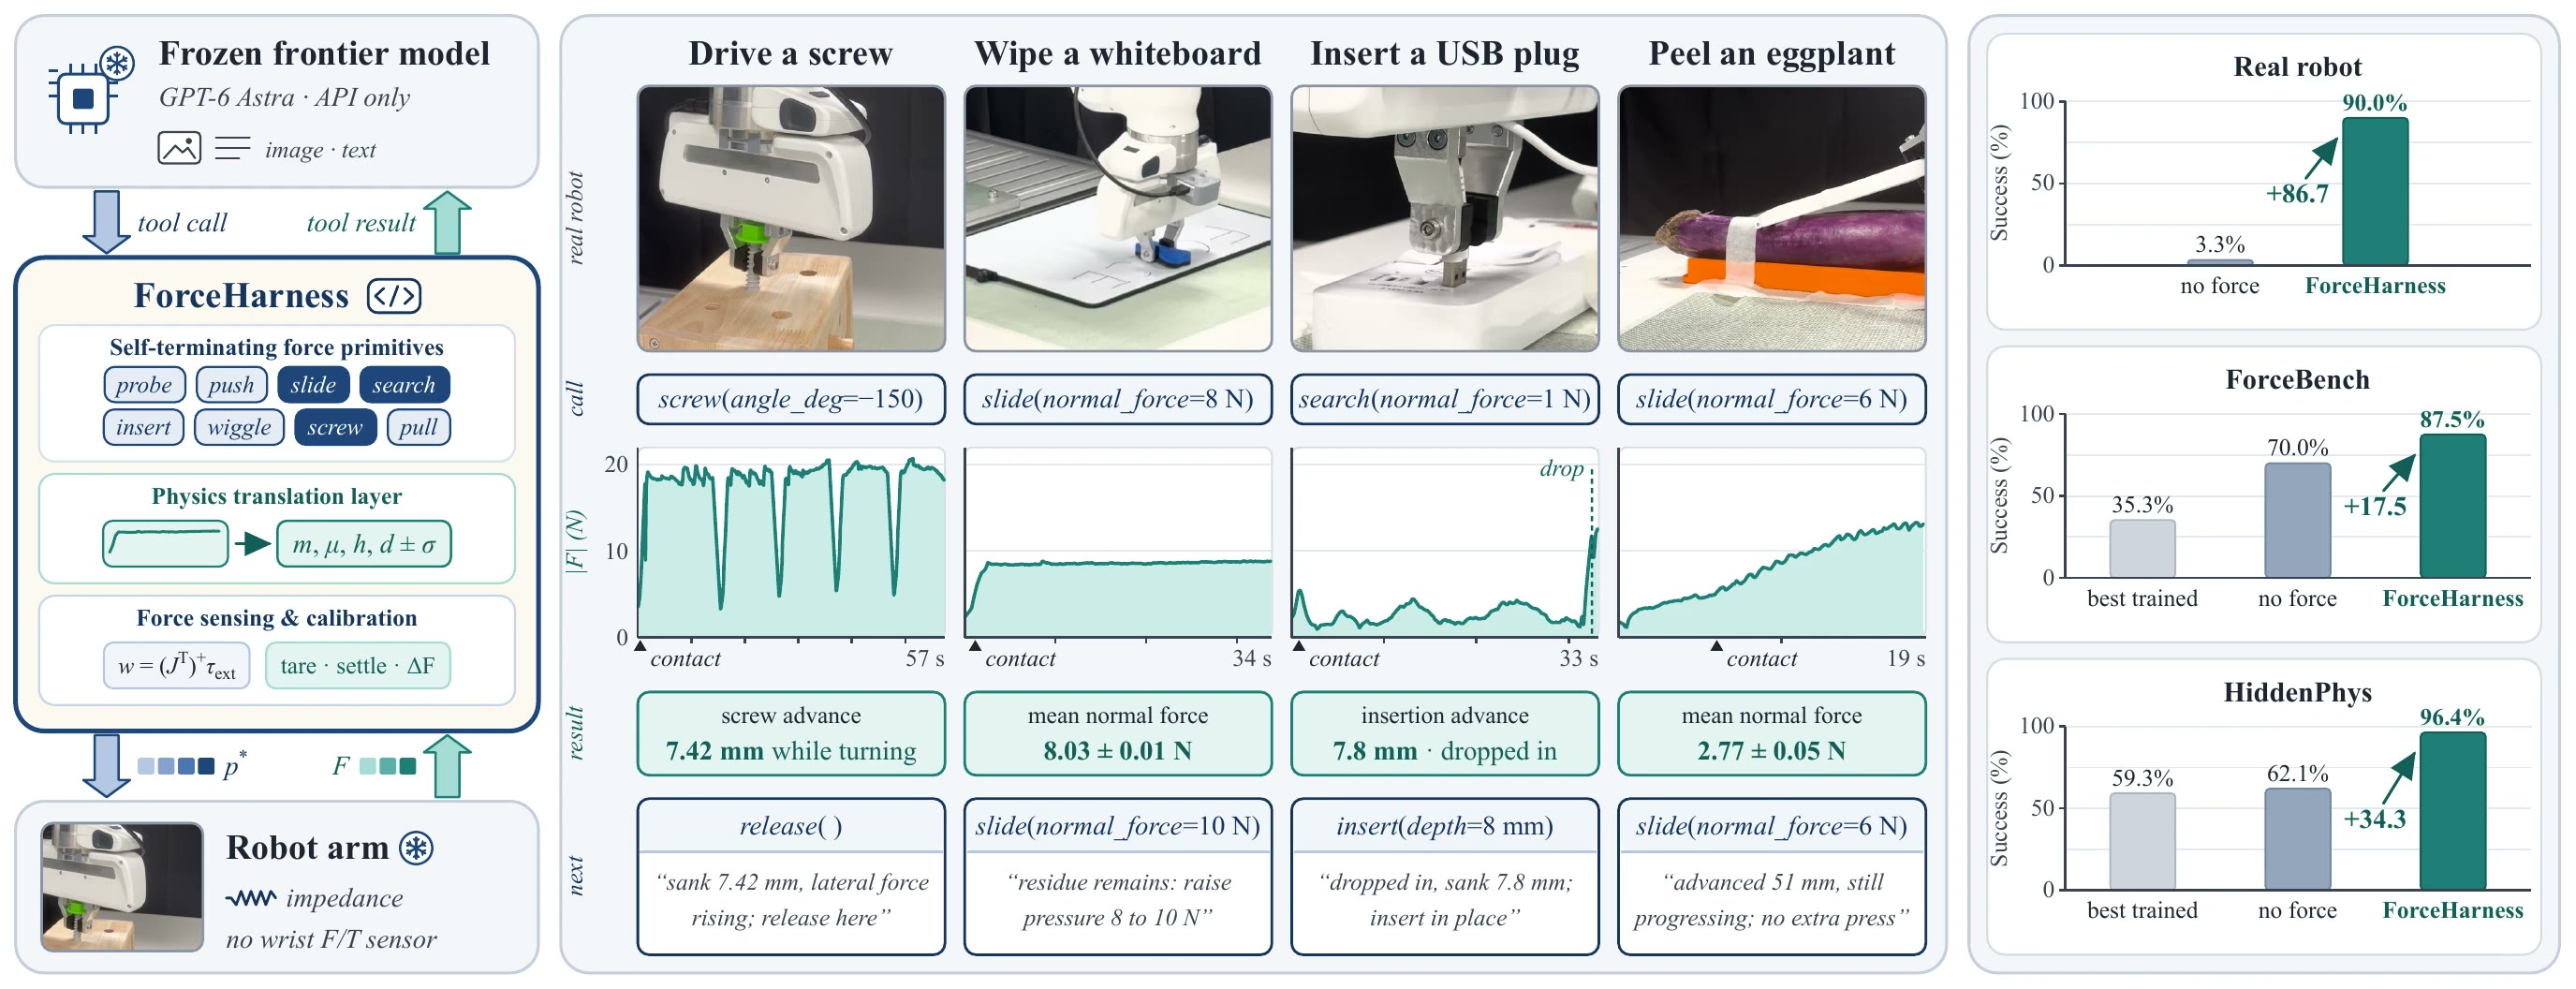 Frozen frontier model
GPT-6 Astra · API only
image · text
tool call
tool result
ForceHarness </>
Self-terminating force primitives
probe push slide search
insert wiggle screw pull
Physics translation layer
m, μ, h, d ± σ
Force sensing & calibration
w = (Jᵀ)⁺τ_ext
tare · settle · ΔF
p*
F
Robot arm
impedance
no wrist F/T sensor
Drive a screw
Wipe a whiteboard
Insert a USB plug
Peel an eggplant
real robot
call
screw(angle_deg=−150)
slide(normal_force=8 N)
search(normal_force=1 N)
slide(normal_force=6 N)
|F| (N)
20
10
0
drop
contact
57 s
contact
34 s
contact
33 s
contact
19 s
result
screw advance
7.42 mm while turning
mean normal force
8.03 ± 0.01 N
insertion advance
7.8 mm · dropped in
mean normal force
2.77 ± 0.05 N
next
release( )
“sank 7.42 mm, lateral force
rising; release here”
slide(normal_force=10 N)
“residue remains: raise
pressure 8 to 10 N”
insert(depth=8 mm)
“dropped in, sank 7.8 mm;
insert in place”
slide(normal_force=6 N)
“advanced 51 mm, still
progressing; no extra press”
Real robot
Success (%)
100
50
0
3.3%
90.0%
+86.7
no force
ForceHarness
ForceBench
Success (%)
100
50
0
35.3%
70.0%
87.5%
+17.5
best trained
no force
ForceHarness
HiddenPhys
Success (%)
100
50
0
59.3%
62.1%
96.4%
+34.3
best trained
no force
ForceHarness